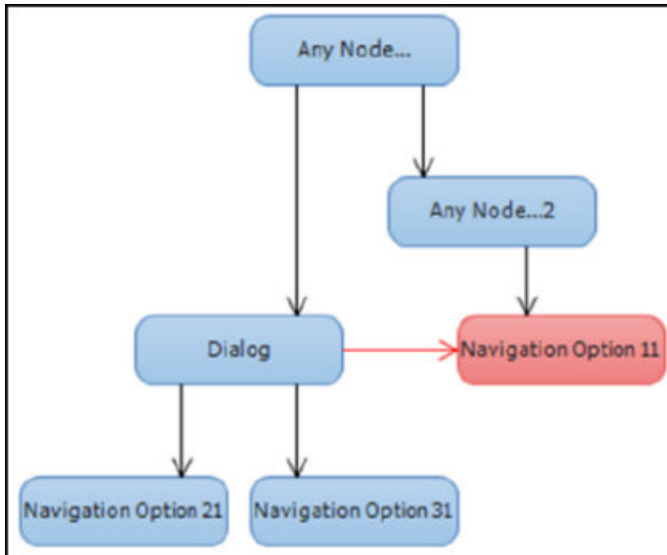 Any Node...
Any Node...2
Dialog
Navigation Option 11
Navigation Option 21
Navigation Option 31